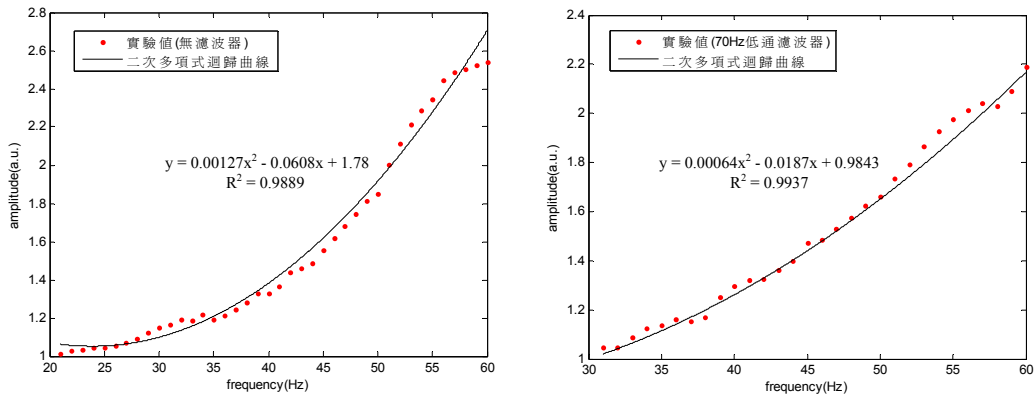 2.8
2.6
2.4
2.2
2
1.8
1.6
1.4
1.2
1
20 25 30 35 40 45 50 55 60
amplitude(a.u.)
frequency(Hz)
實驗值(無濾波器)
二次多項式迴歸曲線
y = 0.00127x² - 0.0608x + 1.78
R² = 0.9889
2.4
2.2
2
1.8
1.6
1.4
1.2
1
30 35 40 45 50 55 60
amplitude(a.u.)
frequency(Hz)
實驗值(70Hz低通濾波器)
二次多項式迴歸曲線
y = 0.00064x² - 0.0187x + 0.9843
R² = 0.9937